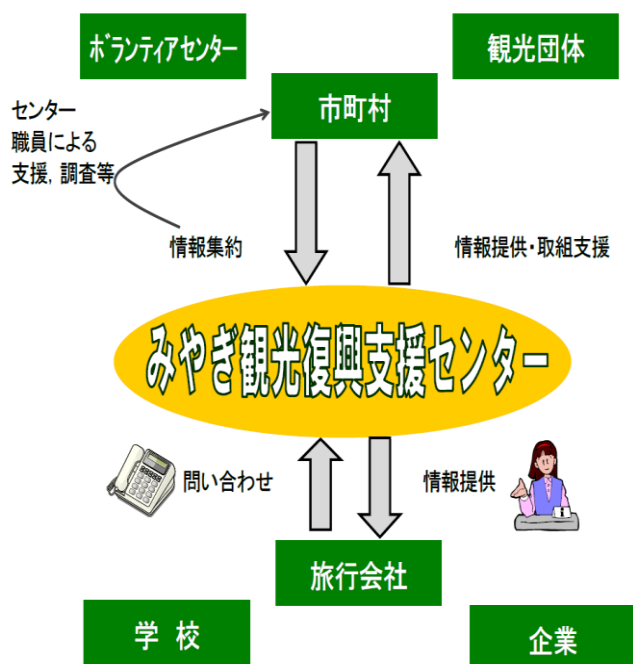 ボランティアセンター
観光団体
市町村
センター
職員による
支援，調査等
情報集約
情報提供・取組支援
みやぎ観光復興支援センター
問い合わせ
情報提供
旅行会社
学 校
企業